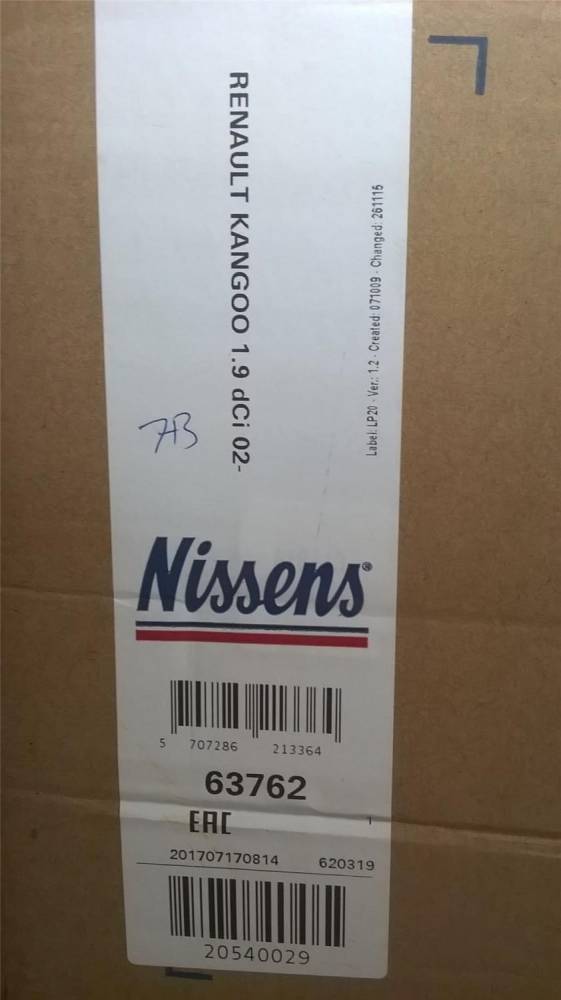 RENAULT KANGOO 1.9 dCi 02-
Label: LP20 - Ver.: 1.2 - Created: 071009 - Changed: 261115
Nissens®
5 707286 213364
63762
EAC
1
201707170814 620319
20540029